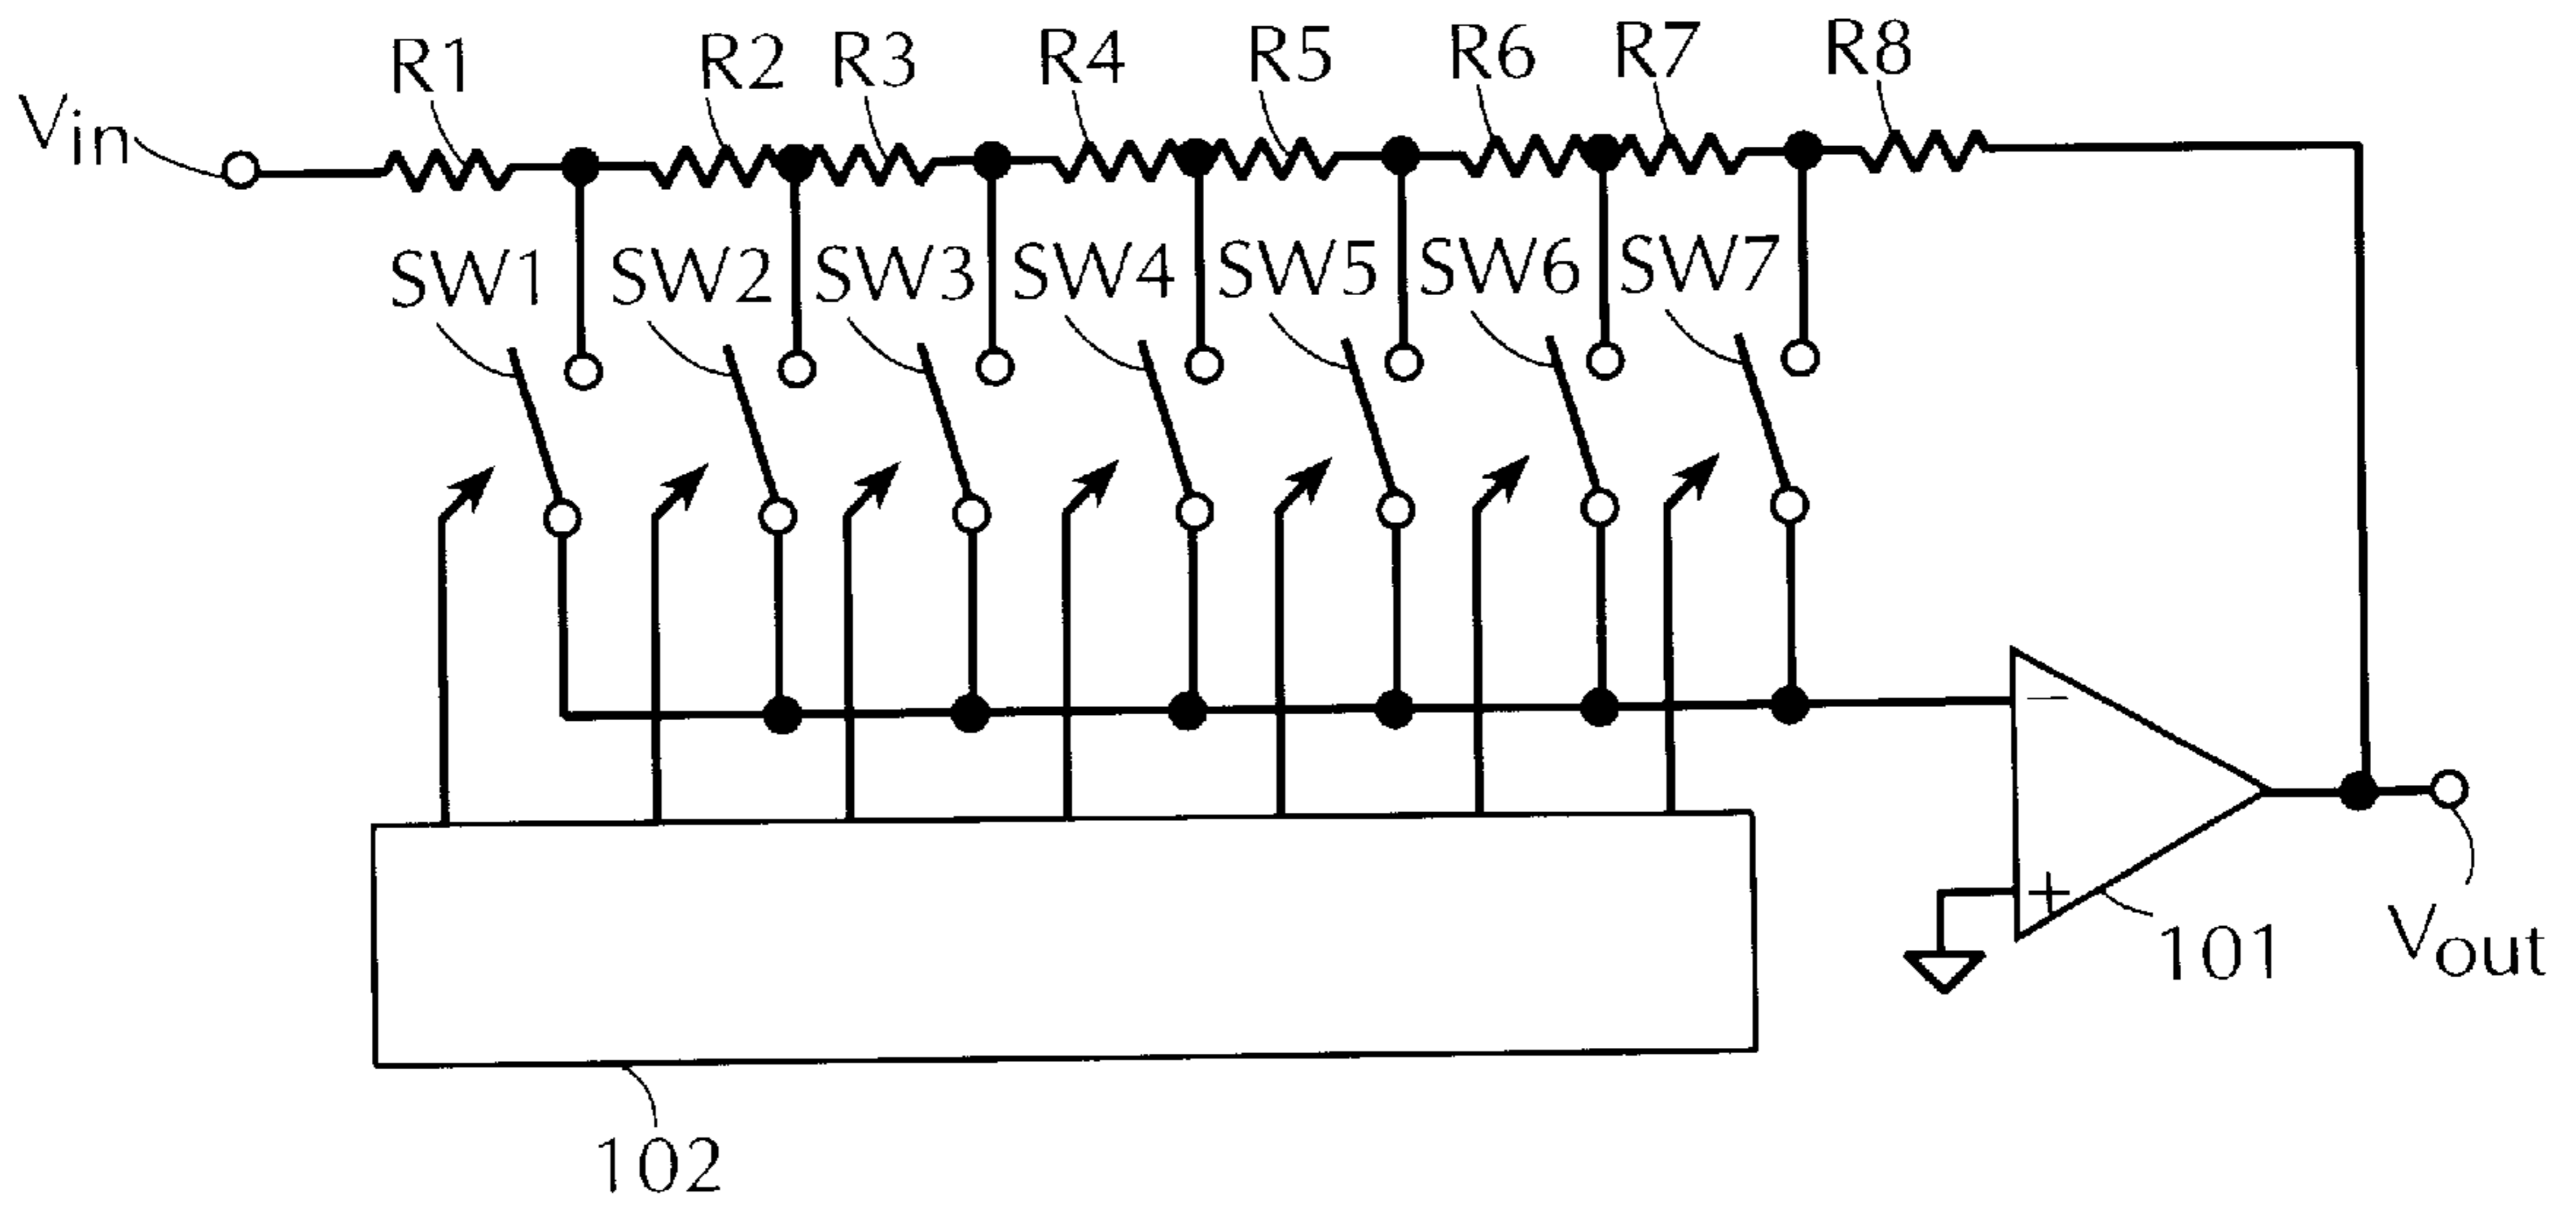 Vin R1 R2 R3 R4 R5 R6 R7 R8
SW1 SW2 SW3 SW4 SW5 SW6 SW7
−
+
101
Vout
102